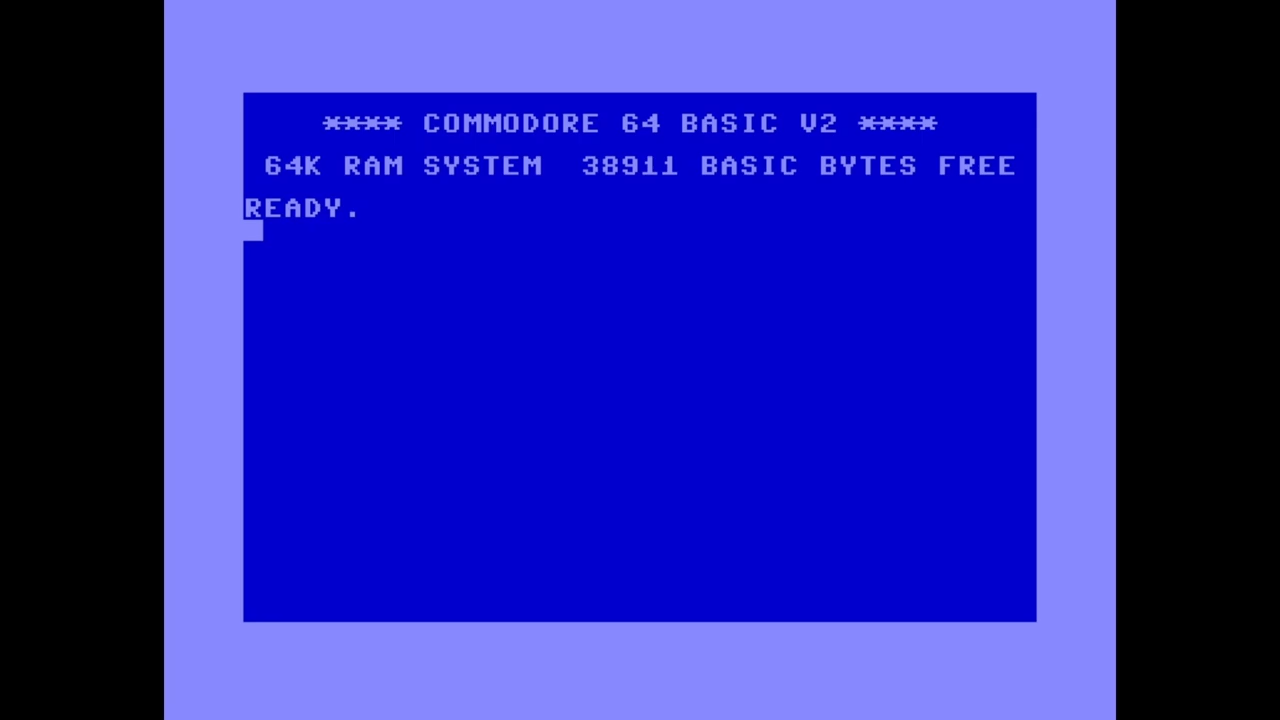 **** COMMODORE 64 BASIC V2 ****
64K RAM SYSTEM  38911 BASIC BYTES FREE
READY.